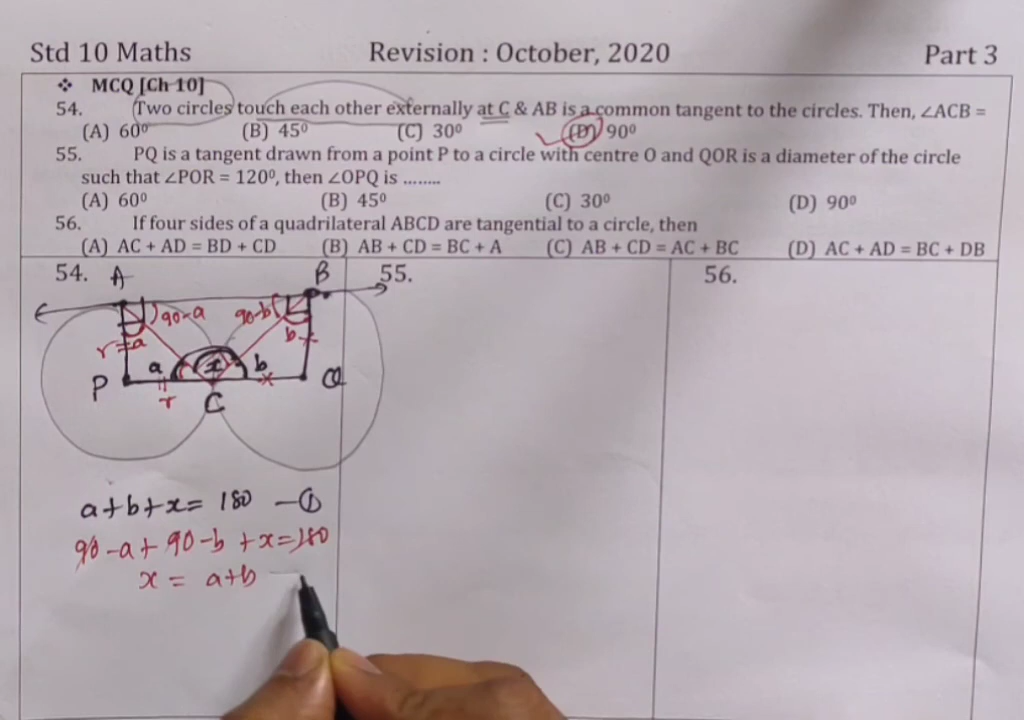 Std 10 Maths Revision : October, 2020 Part 3
❖ MCQ [Ch 10]
54. Two circles touch each other externally at C & AB is a common tangent to the circles. Then, ∠ACB =
(A) 60⁰ (B) 45⁰ (C) 30⁰ (D) 90⁰
55. PQ is a tangent drawn from a point P to a circle with centre O and QOR is a diameter of the circle
such that ∠POR = 120⁰, then ∠OPQ is ........
(A) 60⁰ (B) 45⁰ (C) 30⁰ (D) 90⁰
56. If four sides of a quadrilateral ABCD are tangential to a circle, then
(A) AC + AD = BD + CD (B) AB + CD = BC + A (C) AB + CD = AC + BC (D) AC + AD = BC + DB
54. A B 55. 56.
90-a 90-b
r a b
a x b
P Q
r C
a+b+x= 180 —①
90-a+90-b+x=180
x = a+b —